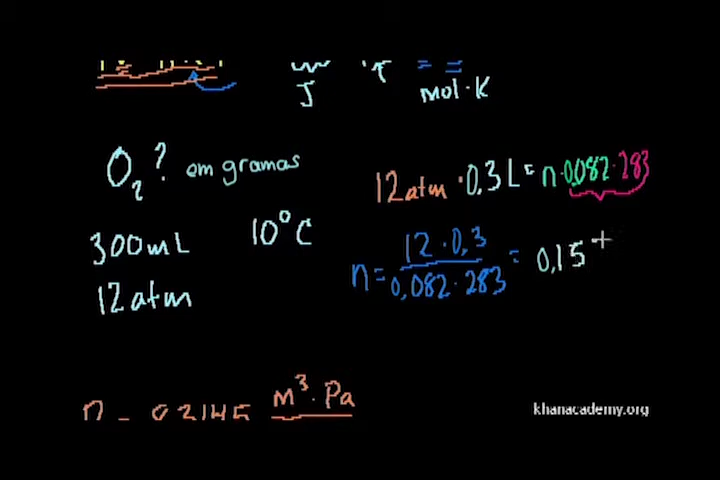 J
mol·K
O₂ ? em gramas
12 atm · 0,3 L = n · 0,082 · 283
300 mL 10°C
12 · 0,3
n = 0,082 · 283 = 0,15
12 atm
m³ · Pa
khanacademy.org